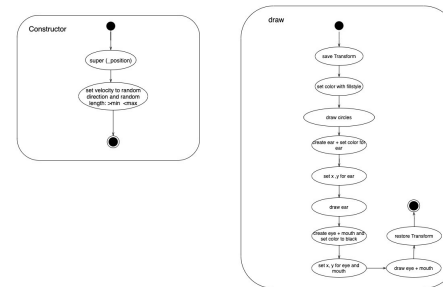 Constructor
super (_position)
set velocity to random
direction and random
length: >min <max
draw
save Transform
set color with fillstyle
draw circles
create ear + set color for
ear
set x ,y for ear
draw ear
create eye + mouth and
set color to black
set x, y for eye and
mouth
draw eye + mouth
restore Transform